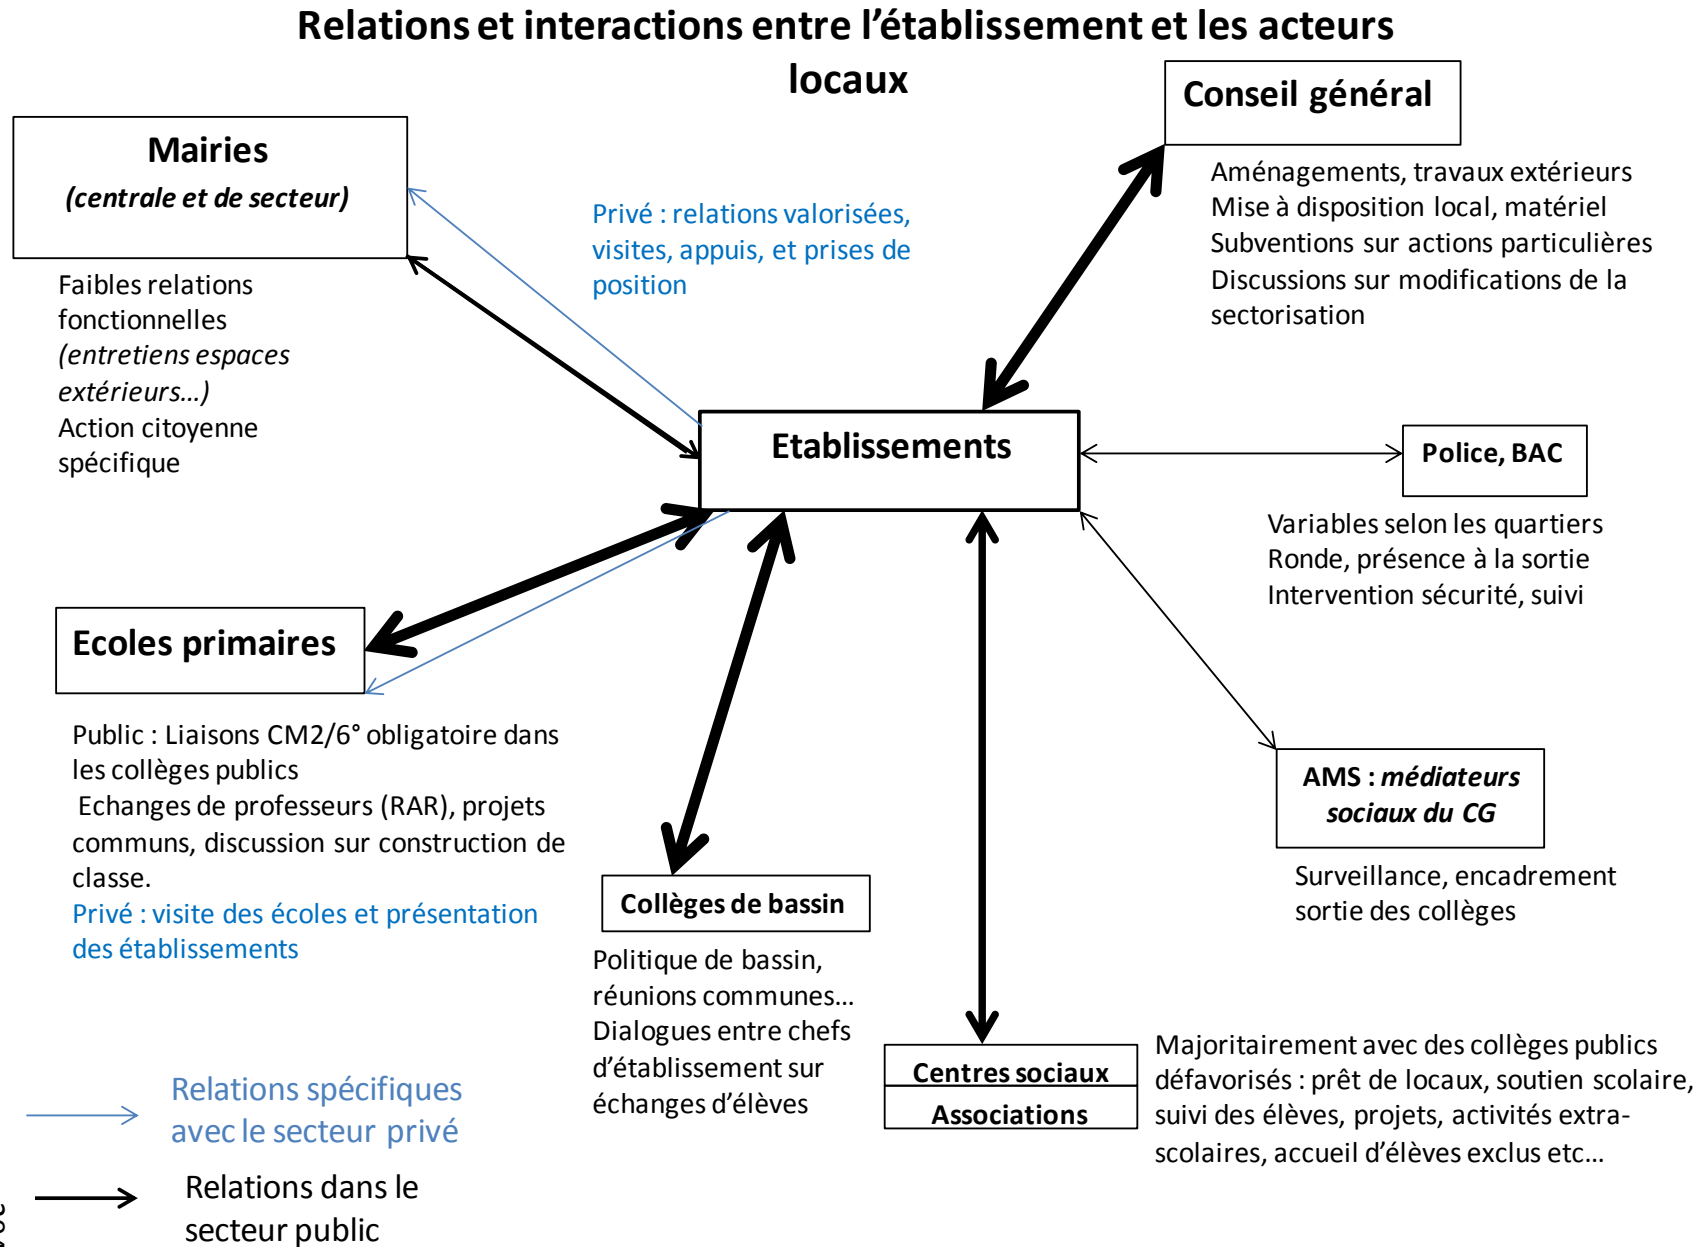 Relations et interactions entre l’établissement et les acteurs
locaux
Conseil général
Mairies
(centrale et de secteur)
Aménagements, travaux extérieurs
Mise à disposition local, matériel
Subventions sur actions particulières
Discussions sur modifications de la
sectorisation
Privé : relations valorisées,
visites, appuis, et prises de
position
Faibles relations
fonctionnelles
(entretiens espaces
extérieurs…)
Action citoyenne
spécifique
Etablissements
Police, BAC
Variables selon les quartiers
Ronde, présence à la sortie
Intervention sécurité, suivi
Ecoles primaires
Public : Liaisons CM2/6° obligatoire dans
les collèges publics
Echanges de professeurs (RAR), projets
communs, discussion sur construction de
classe.
Privé : visite des écoles et présentation
des établissements
AMS : médiateurs
sociaux du CG
Surveillance, encadrement
sortie des collèges
Collèges de bassin
Politique de bassin,
réunions communes…
Dialogues entre chefs
d’établissement sur
échanges d’élèves
Centres sociaux
Associations
Majoritairement avec des collèges publics
défavorisés : prêt de locaux, soutien scolaire,
suivi des élèves, projets, activités extra-
scolaires, accueil d’élèves exclus etc…
Relations spécifiques
avec le secteur privé
Relations dans le
secteur public